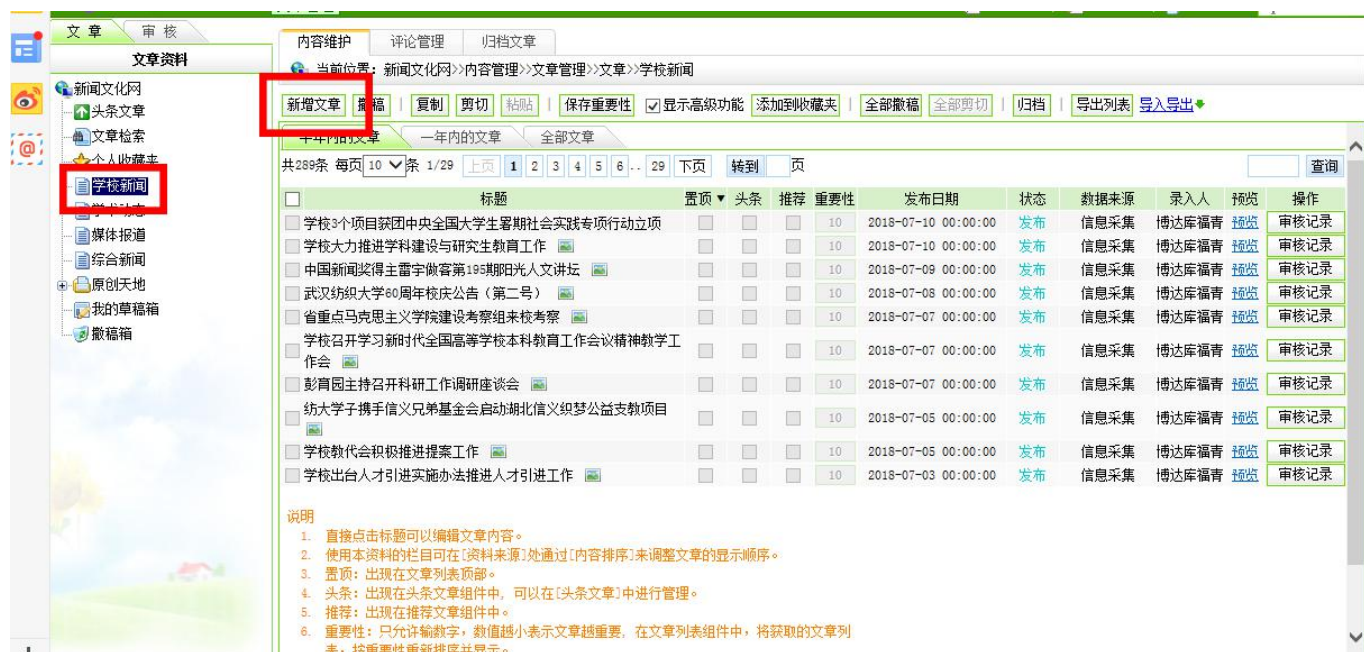 文 章 审 核
文章资料
新闻文化网
头条文章
文章检索
个人收藏夹
学校新闻
学术动态
媒体报道
综合新闻
原创天地
我的草稿箱
撤稿箱
内容维护 评论管理 归档文章
当前位置：新闻文化网>>内容管理>>文章管理>>文章>>学校新闻
新增文章 撤稿 | 复制 剪切 粘贴 | 保存重要性 显示高级功能 添加到收藏夹 | 全部撤稿 全部剪切 | 归档 | 导出列表 导入导出
半年内的文章 一年内的文章 全部文章
共289条 每页 10 条 1/29 上页 1 2 3 4 5 6 .. 29 下页 转到 页 查询
标题 置顶▼ 头条 推荐 重要性 发布日期 状态 数据来源 录入人 预览 操作
学校3个项目获团中央全国大学生暑期社会实践专项行动立项 10 2018-07-10 00:00:00 发布 信息采集 博达库福青 预览 审核记录
学校大力推进学科建设与研究生教育工作 10 2018-07-10 00:00:00 发布 信息采集 博达库福青 预览 审核记录
中国新闻奖得主雷宇做客第195期阳光人文讲坛 10 2018-07-09 00:00:00 发布 信息采集 博达库福青 预览 审核记录
武汉纺织大学60周年校庆公告（第二号） 10 2018-07-08 00:00:00 发布 信息采集 博达库福青 预览 审核记录
省重点马克思主义学院建设考察组来校考察 10 2018-07-07 00:00:00 发布 信息采集 博达库福青 预览 审核记录
学校召开学习新时代全国高等学校本科教育工作会议精神教学工
作会 10 2018-07-07 00:00:00 发布 信息采集 博达库福青 预览 审核记录
彭育园主持召开科研工作调研座谈会 10 2018-07-07 00:00:00 发布 信息采集 博达库福青 预览 审核记录
纺大学子携手信义兄弟基金会启动湖北信义织梦公益支教项目 10 2018-07-05 00:00:00 发布 信息采集 博达库福青 预览 审核记录
学校教代会积极推进提案工作 10 2018-07-05 00:00:00 发布 信息采集 博达库福青 预览 审核记录
学校出台人才引进实施办法推进人才引进工作 10 2018-07-03 00:00:00 发布 信息采集 博达库福青 预览 审核记录
说明
1. 直接点击标题可以编辑文章内容。
2. 使用本资料的栏目可在[资料来源]处通过[内容排序]来调整文章的显示顺序。
3. 置顶：出现在文章列表顶部。
4. 头条：出现在头条文章组件中，可以在[头条文章]中进行管理。
5. 推荐：出现在推荐文章组件中。
6. 重要性：只允许输数字，数值越小表示文章越重要，在文章列表组件中，将获取的文章列
表，按重要性重新排序并显示。